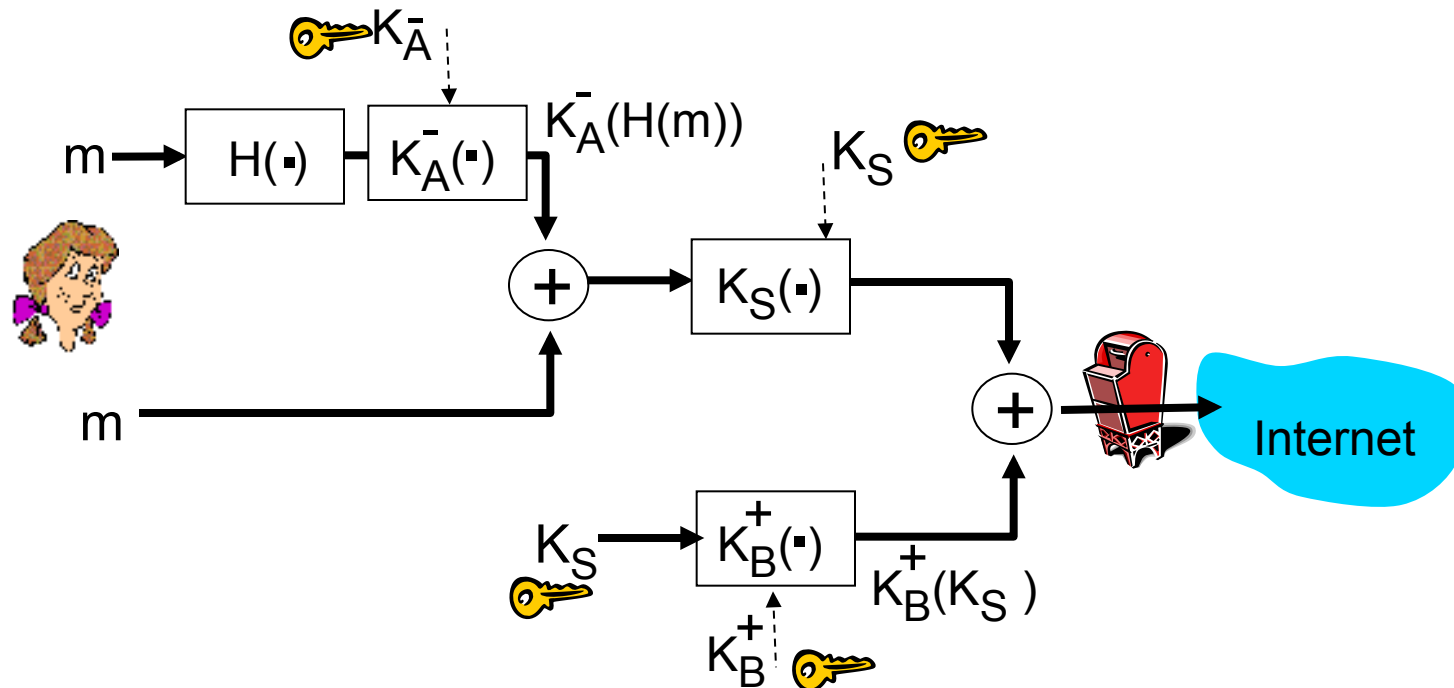 K_A^-
m
H(▪)
K_A^-(▪)
K_A^-(H(m))
K_S
+
K_S(▪)
m
+
Internet
K_S
K_B^+(▪)
K_B^+(K_S )
K_B^+